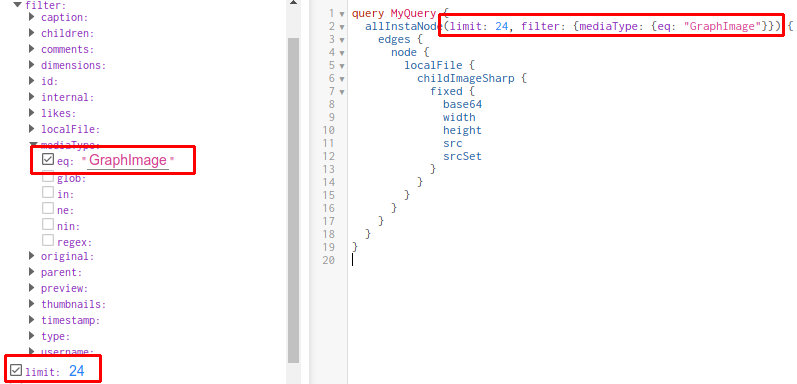 filter:
caption:
children:
comments:
dimensions:
id:
internal:
likes:
localFile:
mediaType:
eq: "GraphImage"
glob:
in:
ne:
nin:
regex:
original:
parent:
preview:
thumbnails:
timestamp:
type:
username:
limit: 24
1 query MyQuery {
2 allInstaNode(limit: 24, filter: {mediaType: {eq: "GraphImage"}}) {
3 edges {
4 node {
5 localFile {
6 childImageSharp {
7 fixed {
8 base64
9 width
10 height
11 src
12 srcSet
13 }
14 }
15 }
16 }
17 }
18 }
19 }
20